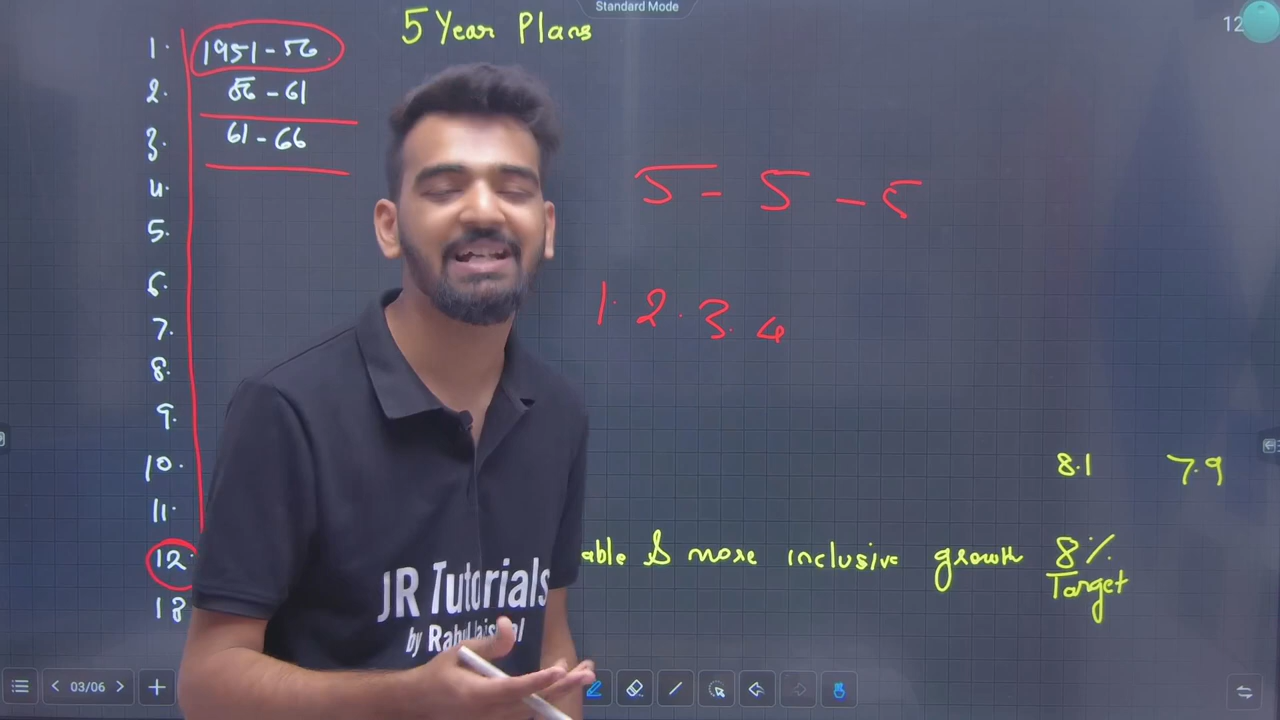 Standard Mode
5 Year Plans
12
1. 1951-56
2. 56-61
3. 61-66
4.
5.
6.
7.
8.
9.
10.
11.
12.
18
5 - 5 - 5
1. 2. 3. 4
8.1 7.9
able & more inclusive growth 8%
Target
JR Tutorials
by
03/06